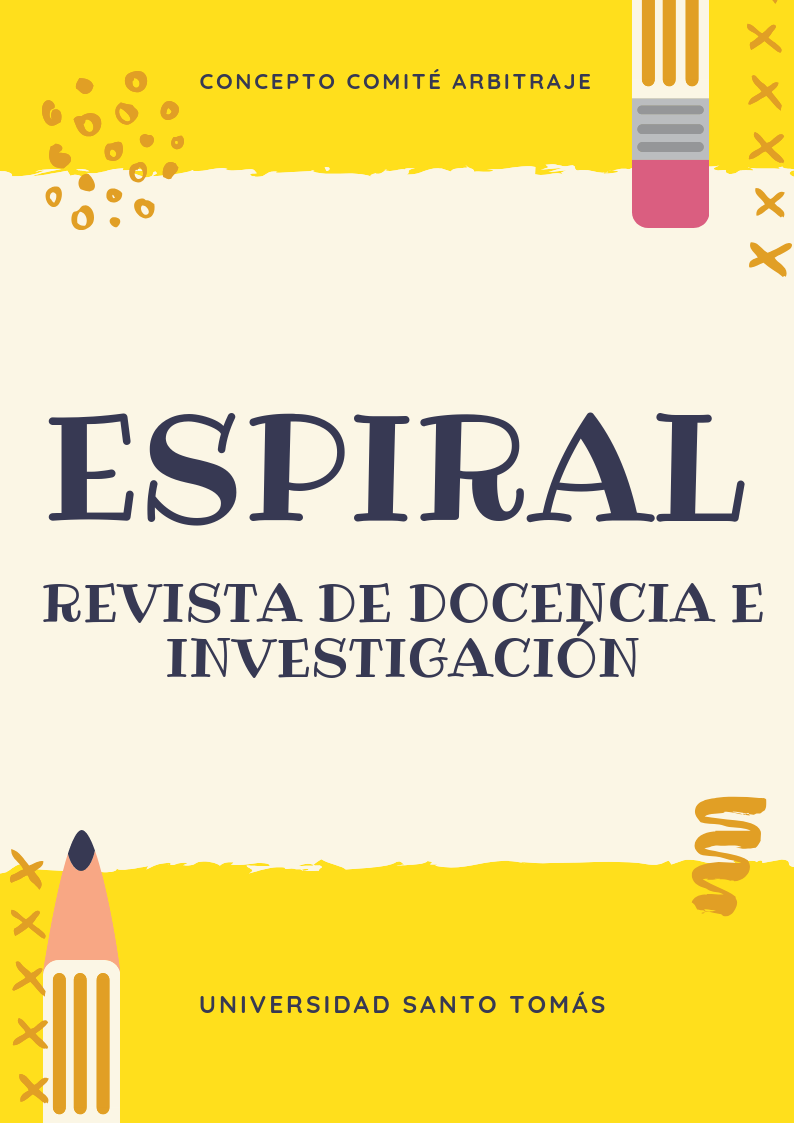 CONCEPTO COMITÉ ARBITRAJE
ESPIRAL
REVISTA DE DOCENCIA E
INVESTIGACIÓN
UNIVERSIDAD SANTO TOMÁS